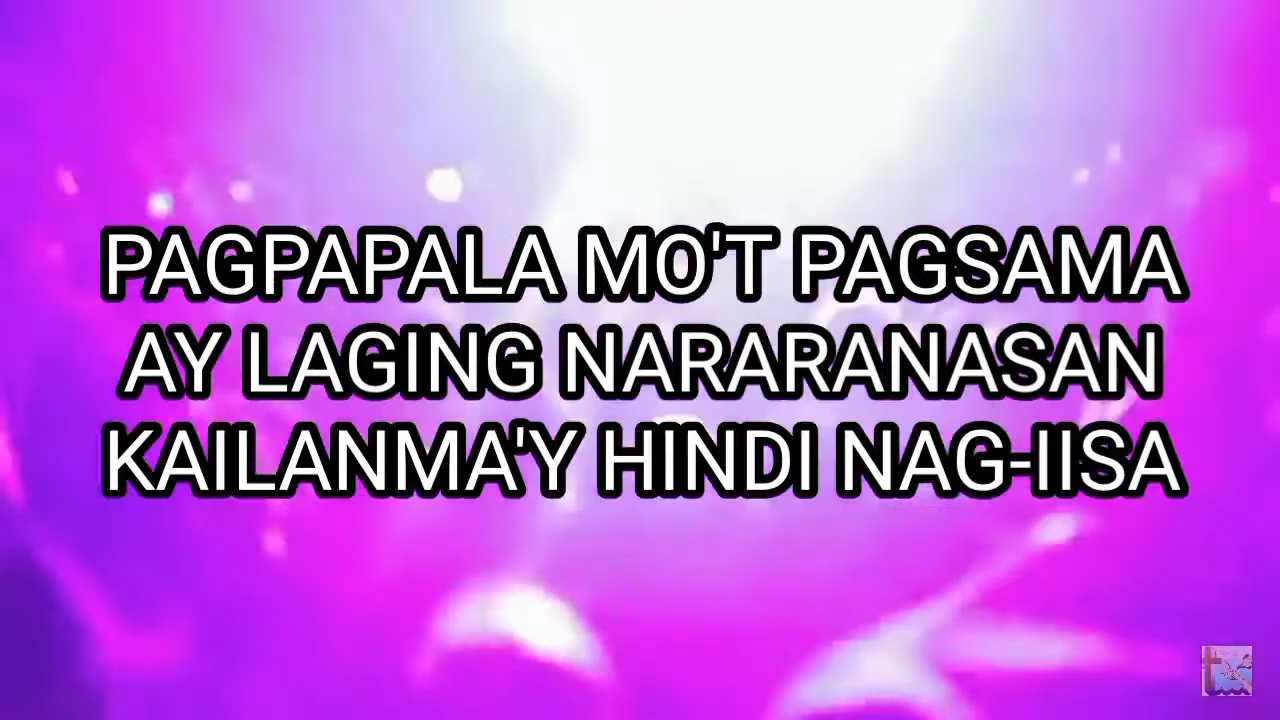 PAGPAPALA MO'T PAGSAMA
AY LAGING NARARANASAN
KAILANMA'Y HINDI NAG-IISA